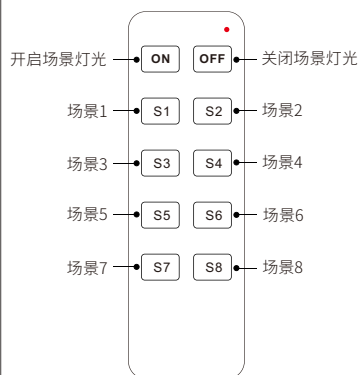 开启场景灯光 ON OFF 关闭场景灯光
场景1 S1 S2 场景2
场景3 S3 S4 场景4
场景5 S5 S6 场景6
场景7 S7 S8 场景8